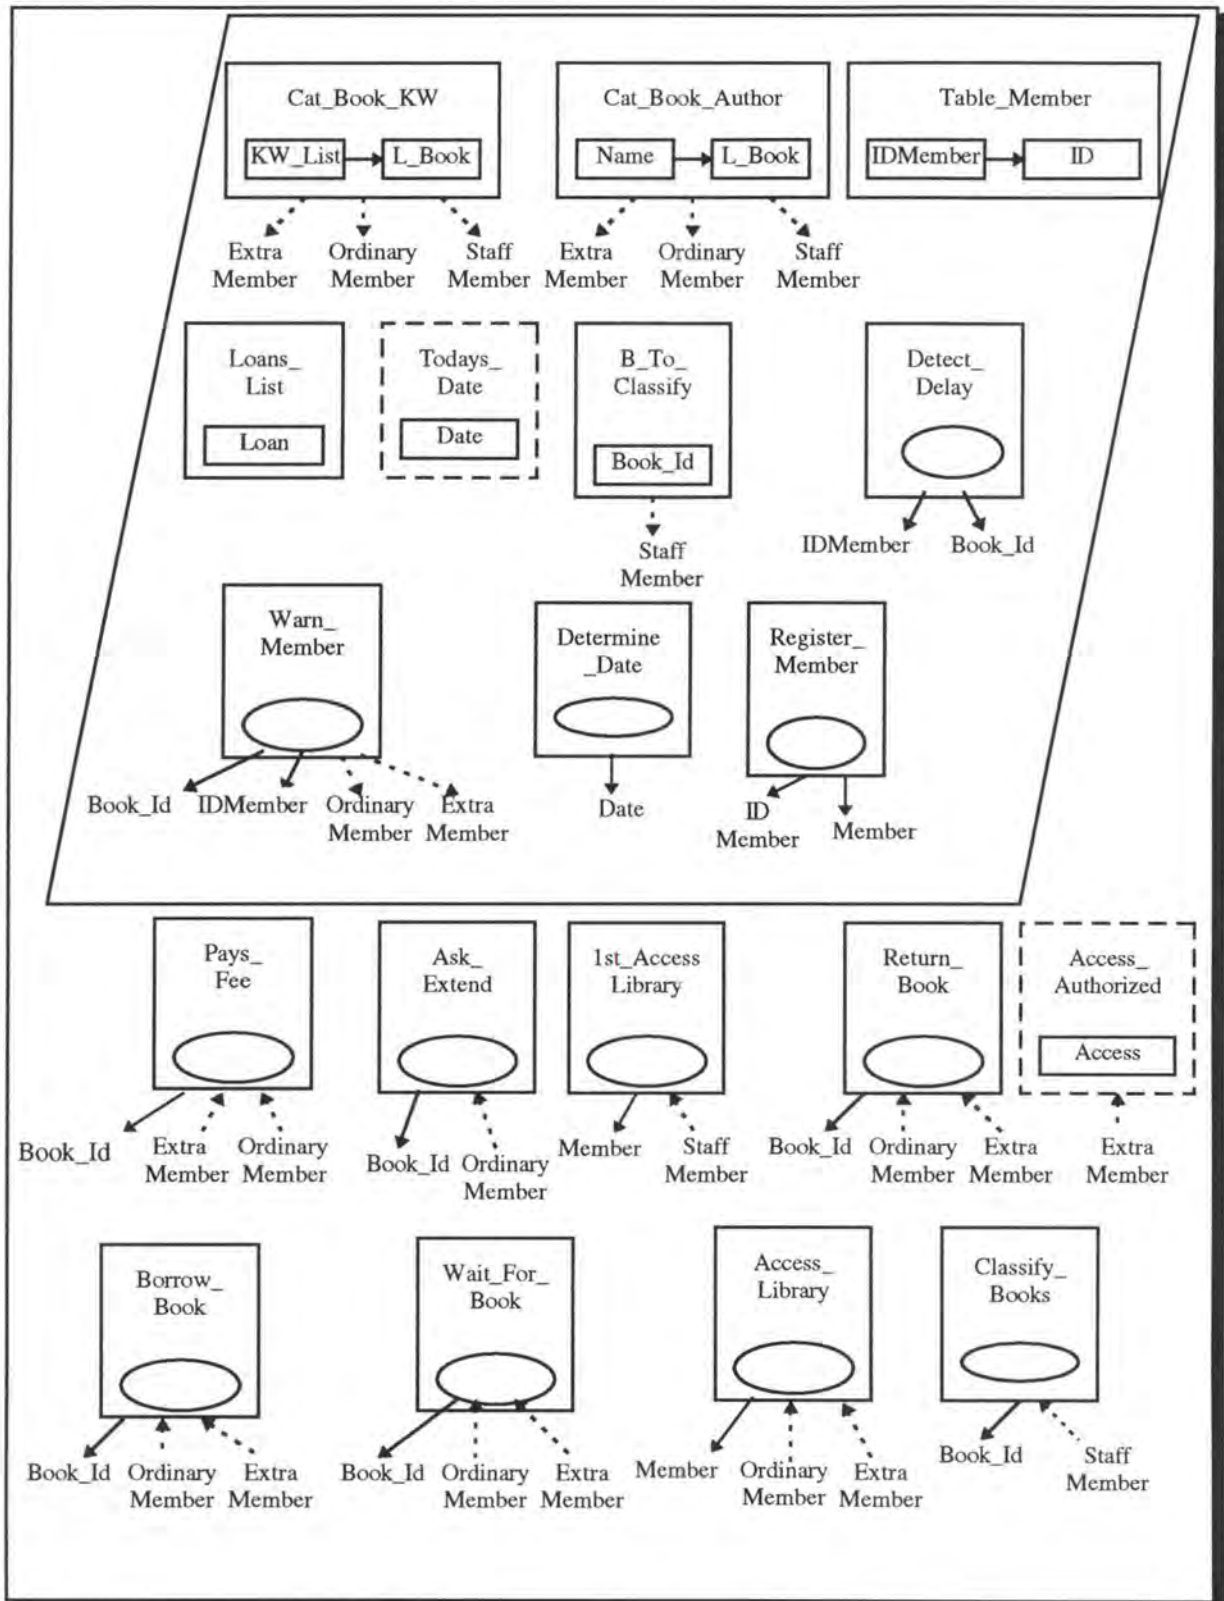 Cat_Book_KW
KW_List
L_Book
Cat_Book_Author
Name
L_Book
Table_Member
IDMember
ID
Extra
Member
Ordinary
Member
Staff
Member
Extra
Member
Ordinary
Member
Staff
Member
Loans_
List
Loan
Todays_
Date
Date
B_To_
Classify
Book_Id
Staff
Member
Detect_
Delay
IDMember
Book_Id
Warn_
Member
Book_Id
IDMember
Ordinary
Member
Extra
Member
Determine
_Date
Date
Register_
Member
ID
Member
Member
Pays_
Fee
Book_Id
Extra
Member
Ordinary
Member
Ask_
Extend
Book_Id
Ordinary
Member
1st_Access
Library
Member
Staff
Member
Return_
Book
Book_Id
Ordinary
Member
Extra
Member
Access_
Authorized
Access
Extra
Member
Borrow_
Book
Book_Id
Ordinary
Member
Extra
Member
Wait_For_
Book
Book_Id
Ordinary
Member
Extra
Member
Access_
Library
Member
Ordinary
Member
Extra
Member
Classify_
Books
Book_Id
Staff
Member